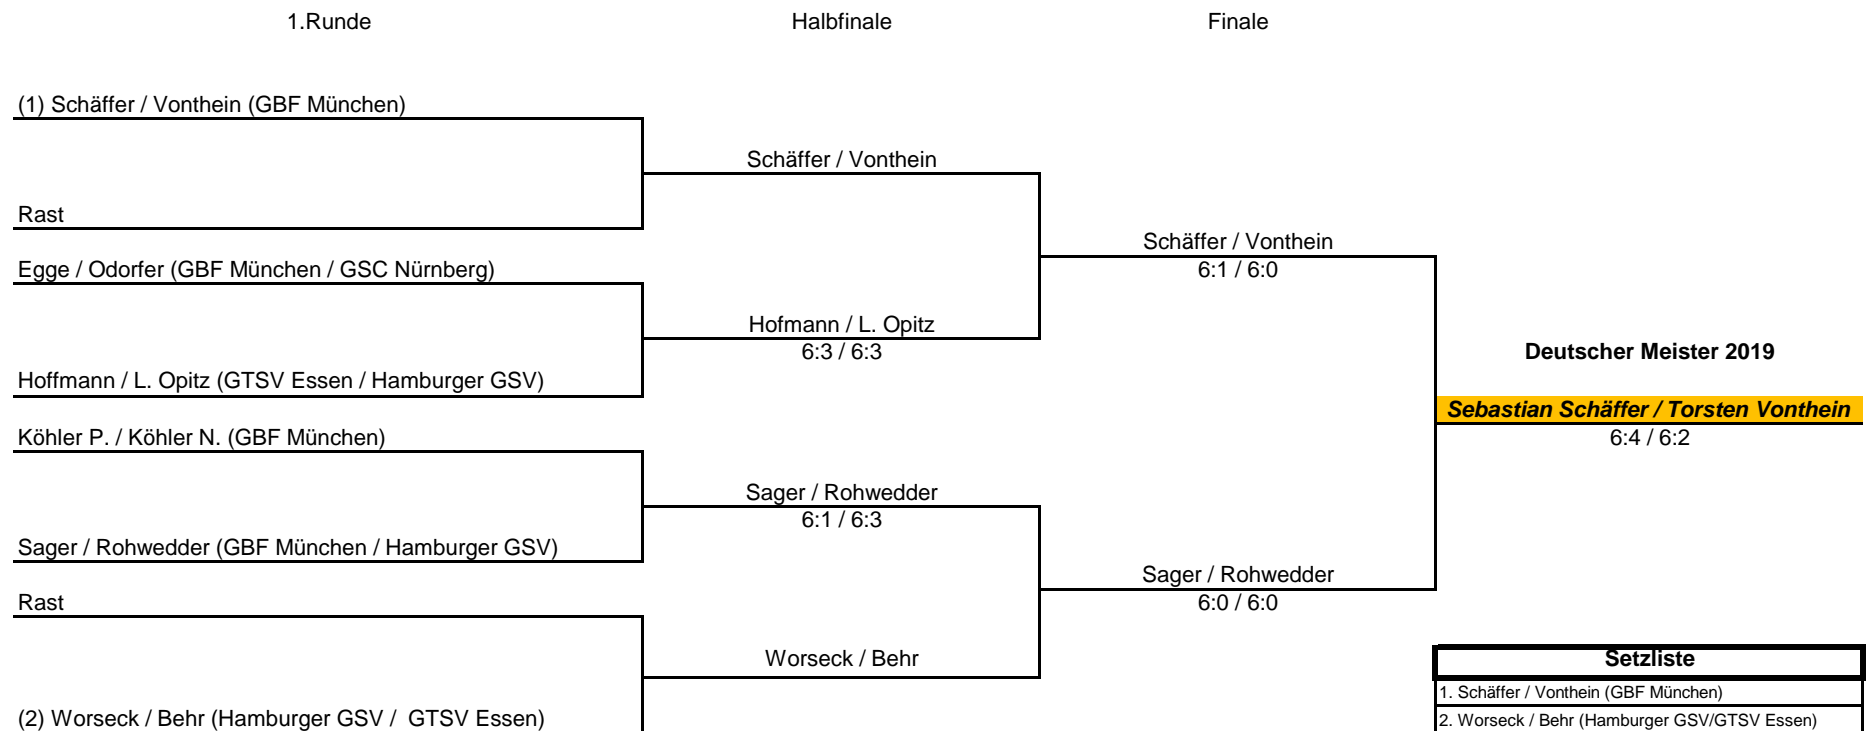 1.Runde
Halbfinale
Finale
(1) Schäffer / Vonthein (GBF München)
Schäffer / Vonthein
Rast
Schäffer / Vonthein
6:1 / 6:0
Egge / Odorfer (GBF München / GSC Nürnberg)
Hofmann / L. Opitz
6:3 / 6:3
Deutscher Meister 2019
Hoffmann / L. Opitz (GTSV Essen / Hamburger GSV)
Sebastian Schäffer / Torsten Vonthein
6:4 / 6:2
Köhler P. / Köhler N. (GBF München)
Sager / Rohwedder
6:1 / 6:3
Sager / Rohwedder (GBF München / Hamburger GSV)
Sager / Rohwedder
6:0 / 6:0
Rast
Worseck / Behr
Setzliste
1. Schäffer / Vonthein (GBF München)
(2) Worseck / Behr (Hamburger GSV /  GTSV Essen)
2. Worseck / Behr (Hamburger GSV/GTSV Essen)